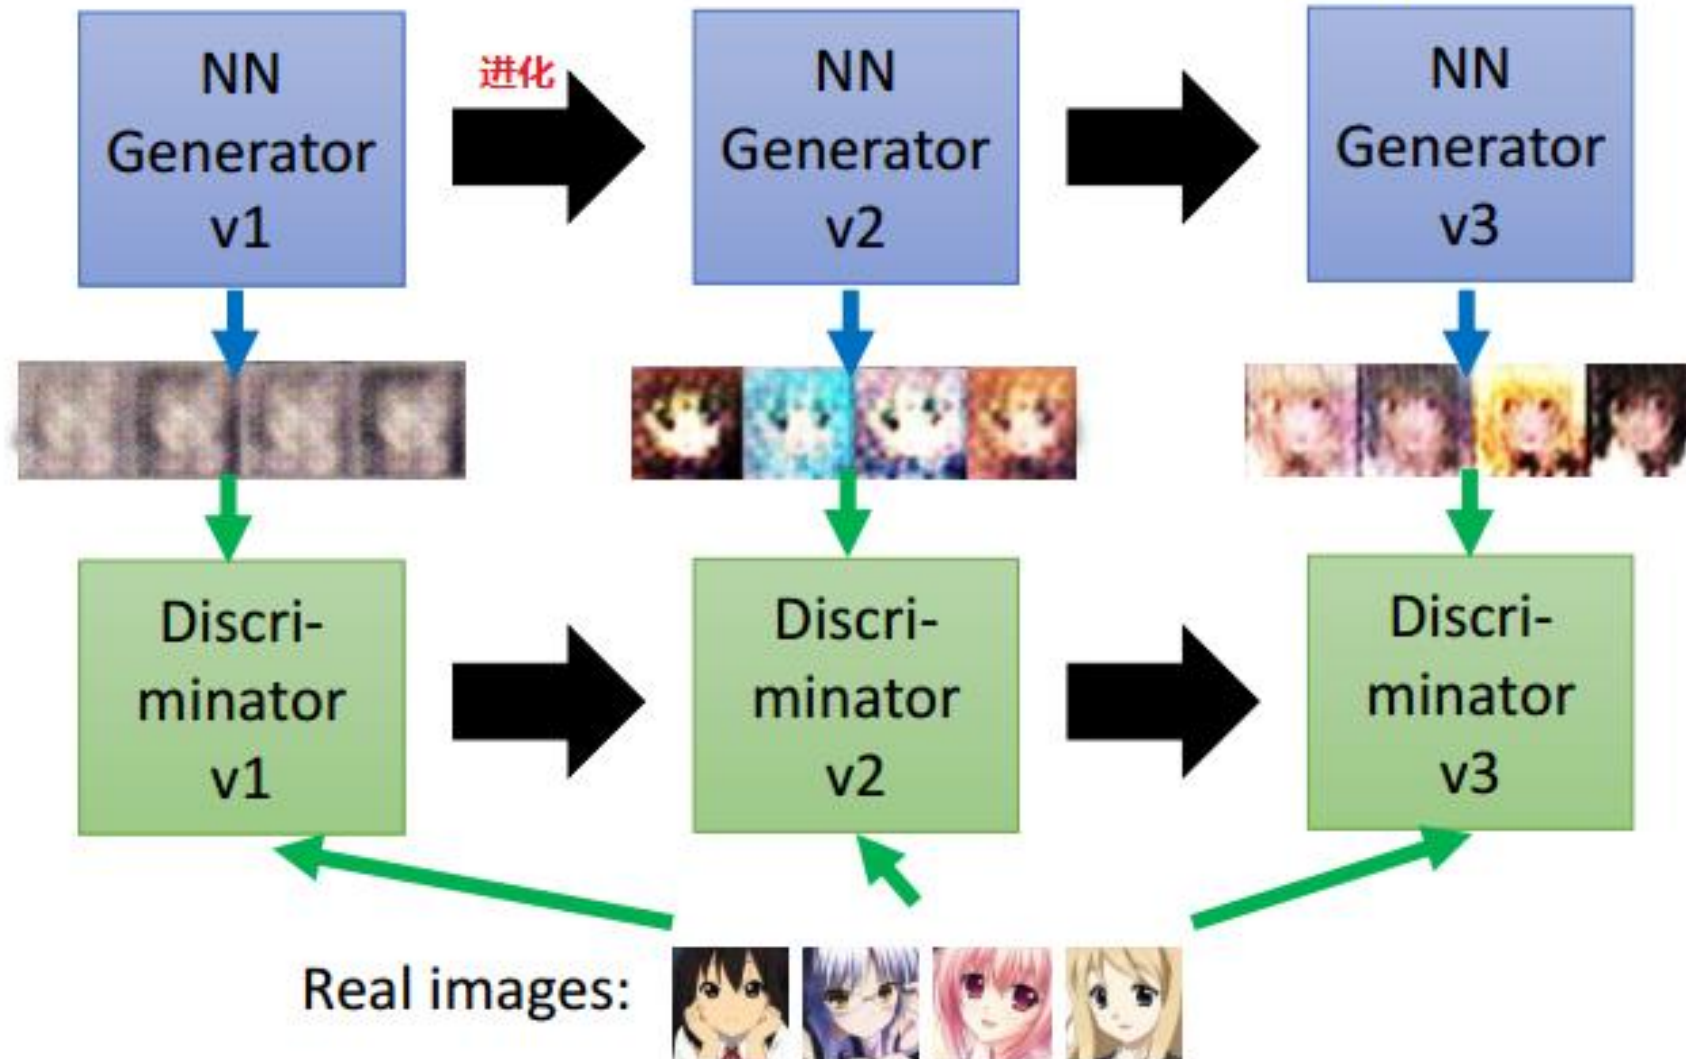 NN
Generator
v1
进化
NN
Generator
v2
NN
Generator
v3
Discri-
minator
v1
Discri-
minator
v2
Discri-
minator
v3
Real images: